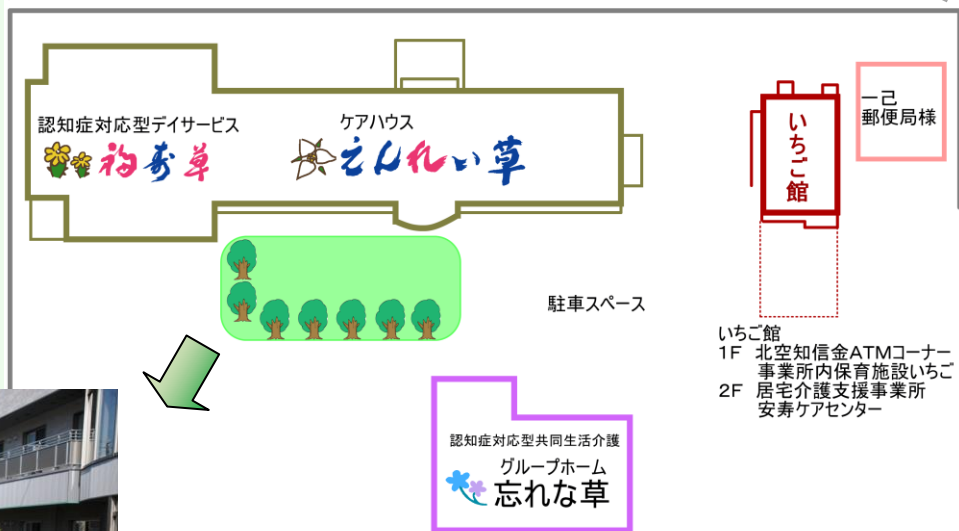 認知症対応型デイサービス
福寿草
ケアハウス
えんれい草
いちご館
一己
郵便局様
駐車スペース
いちご館
1F 北空知信金ATMコーナー
事業所内保育施設いちご
2F 居宅介護支援事業所
安寿ケアセンター
認知症対応型共同生活介護
グループホーム
忘れな草